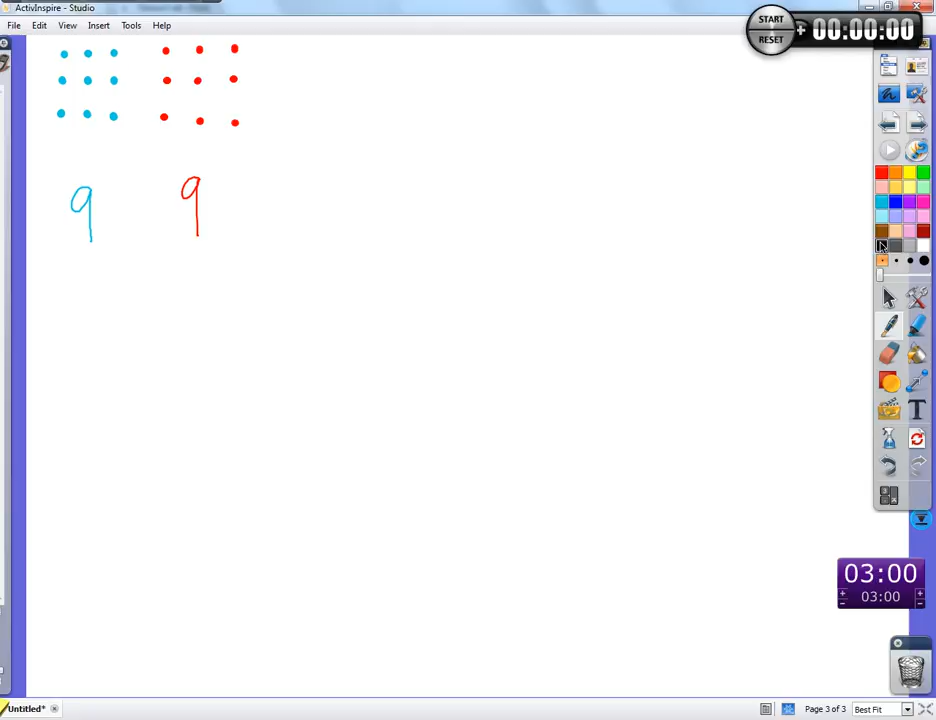 ActivInspire - Studio
File Edit View Insert Tools Help
START
RESET
00:00:00
9 9
T
03:00
03:00
Untitled*
Page 3 of 3
Best Fit